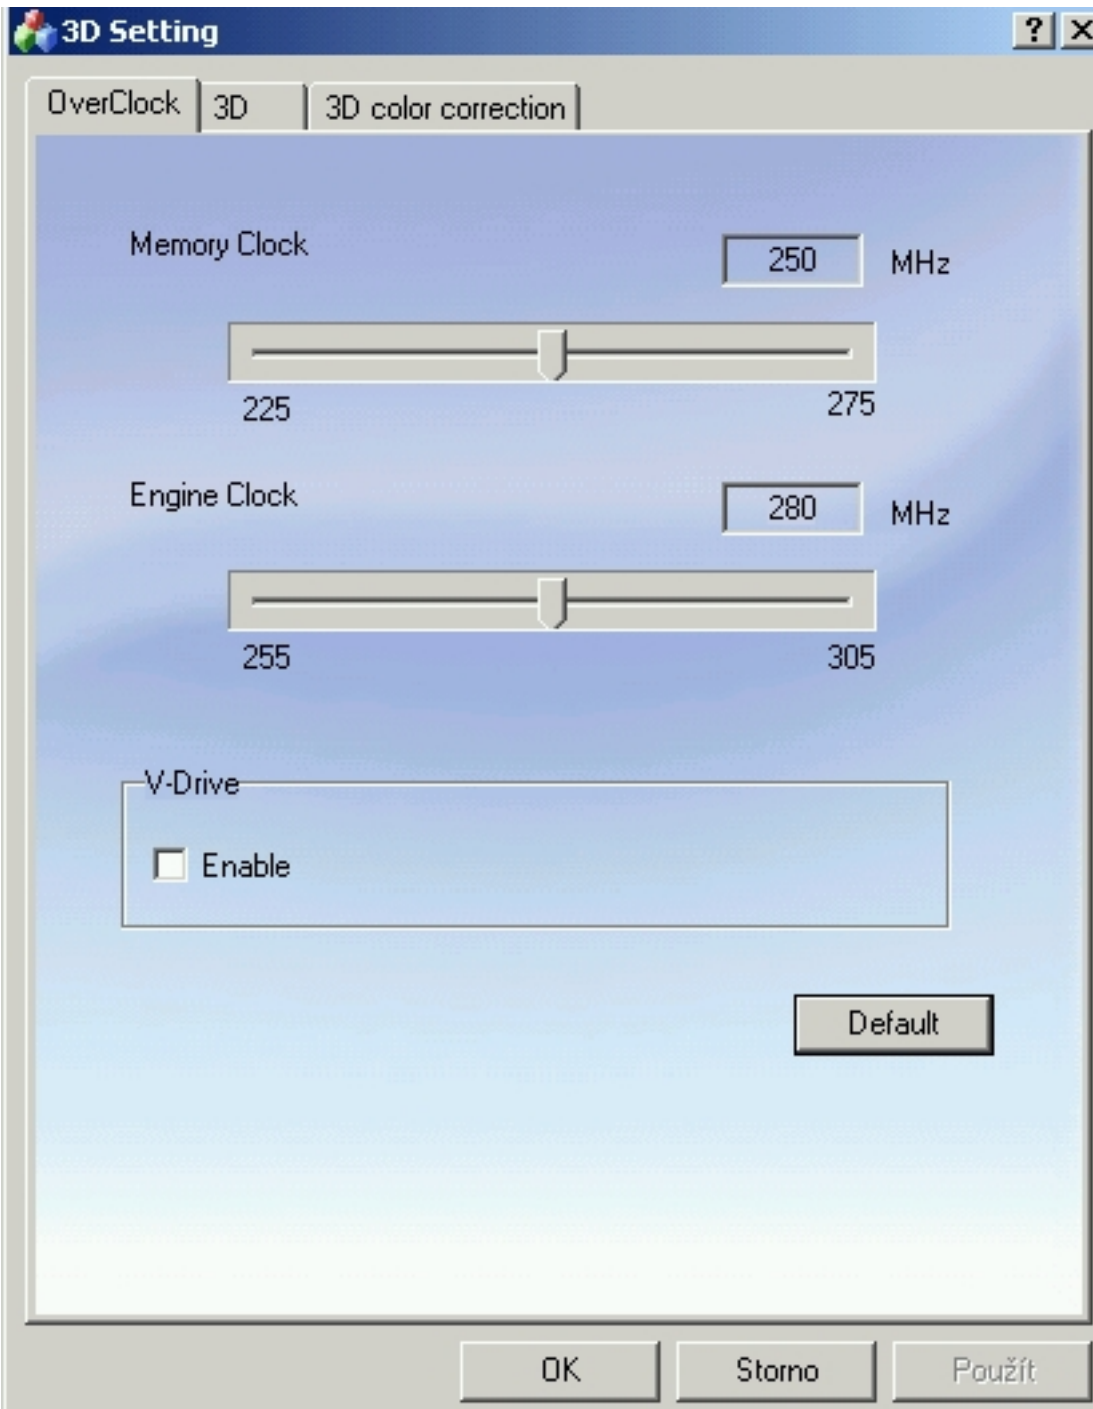 3D Setting
OverClock 3D 3D color correction
Memory Clock 250 MHz
225 275
Engine Clock 280 MHz
255 305
V-Drive
Enable
Default
OK Storno Použít